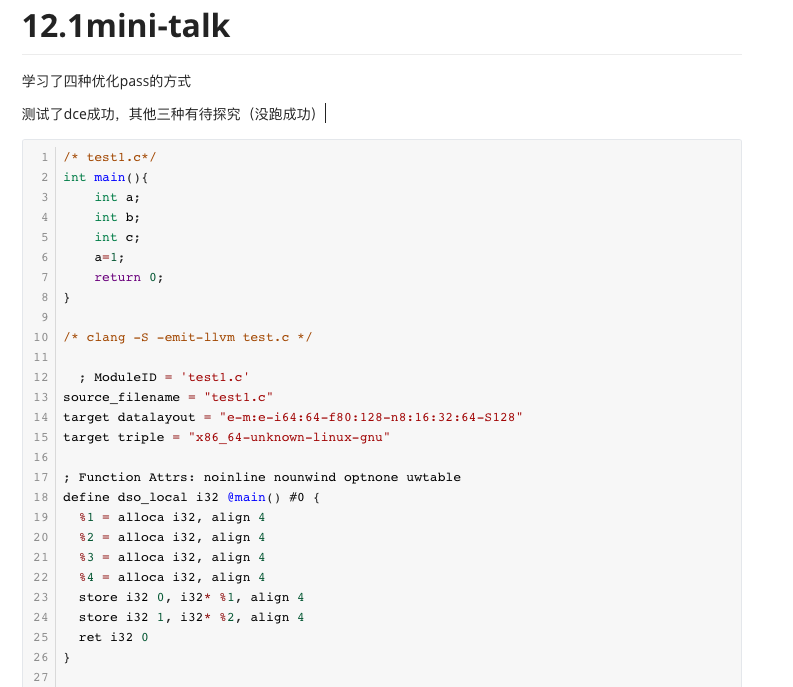 12.1mini-talk
学习了四种优化pass的方式
测试了dce成功，其他三种有待探究（没跑成功）
1 /* test1.c*/
2 int main(){
3     int a;
4     int b;
5     int c;
6     a=1;
7     return 0;
8 }
9
10 /* clang -S -emit-llvm test.c */
11
12   ; ModuleID = 'test1.c'
13 source_filename = "test1.c"
14 target datalayout = "e-m:e-i64:64-f80:128-n8:16:32:64-S128"
15 target triple = "x86_64-unknown-linux-gnu"
16
17 ; Function Attrs: noinline nounwind optnone uwtable
18 define dso_local i32 @main() #0 {
19   %1 = alloca i32, align 4
20   %2 = alloca i32, align 4
21   %3 = alloca i32, align 4
22   %4 = alloca i32, align 4
23   store i32 0, i32* %1, align 4
24   store i32 1, i32* %2, align 4
25   ret i32 0
26 }
27